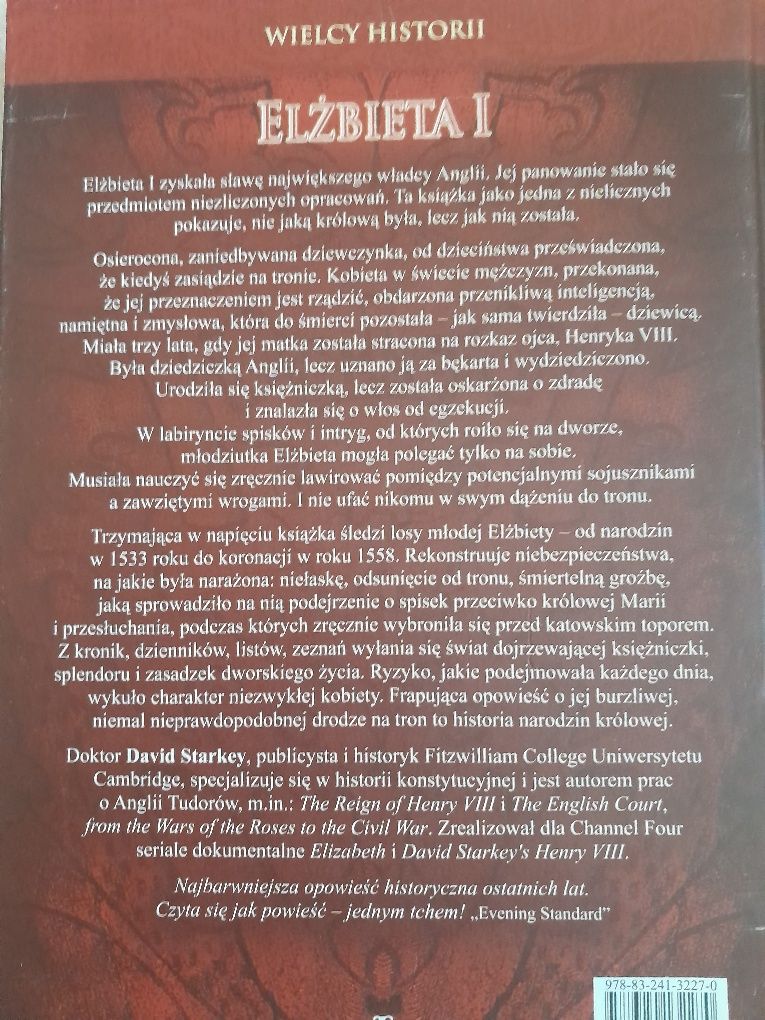 WIELCY HISTORII
ELŻBIETA I
Elżbieta I zyskała sławę największego władcy Anglii. Jej panowanie stało się
przedmiotem niezliczonych opracowań. Ta książka jako jedna z nielicznych
pokazuje, nie jaką królową była, lecz jak nią została.
Osierocona, zaniedbywana dziewczynka, od dzieciństwa przeświadczona,
że kiedyś zasiądzie na tronie. Kobieta w świecie mężczyzn, przekonana,
że jej przeznaczeniem jest rządzić, obdarzona przenikliwą inteligencją,
namiętna i zmysłowa, która do śmierci pozostała – jak sama twierdziła – dziewicą.
Miała trzy lata, gdy jej matka została stracona na rozkaz ojca, Henryka VIII.
Była dziedziczką Anglii, lecz uznano ją za bękarta i wydziedziczono.
Urodziła się księżniczką, lecz została oskarżona o zdradę
i znalazła się o włos od egzekucji.
W labiryncie spisków i intryg, od których roiło się na dworze,
młodziutka Elżbieta mogła polegać tylko na sobie.
Musiała nauczyć się zręcznie lawirować pomiędzy potencjalnymi sojusznikami
a zawziętymi wrogami. I nie ufać nikomu w swym dążeniu do tronu.
Trzymająca w napięciu książka śledzi losy młodej Elżbiety – od narodzin
w 1533 roku do koronacji w roku 1558. Rekonstruuje niebezpieczeństwa,
na jakie była narażona: niełaskę, odsunięcie od tronu, śmiertelną groźbę,
jaką sprowadziło na nią podejrzenie o spisek przeciwko królowej Marii
i przesłuchania, podczas których zręcznie wybroniła się przed katowskim toporem.
Z kronik, dzienników, listów, zeznań wyłania się świat dojrzewającej księżniczki,
splendoru i zasadzek dworskiego życia. Ryzyko, jakie podejmowała każdego dnia,
wykuło charakter niezwykłej kobiety. Frapująca opowieść o jej burzliwej,
niemal nieprawdopodobnej drodze na tron to historia narodzin królowej.
Doktor David Starkey, publicysta i historyk Fitzwilliam College Uniwersytetu
Cambridge, specjalizuje się w historii konstytucyjnej i jest autorem prac
o Anglii Tudorów, m.in.: The Reign of Henry VIII i The English Court,
from the Wars of the Roses to the Civil War. Zrealizował dla Channel Four
seriale dokumentalne Elizabeth i David Starkey's Henry VIII.
Najbarwniejsza opowieść historyczna ostatnich lat.
Czyta się jak powieść – jednym tchem! „Evening Standard”
978-83-241-3227-0